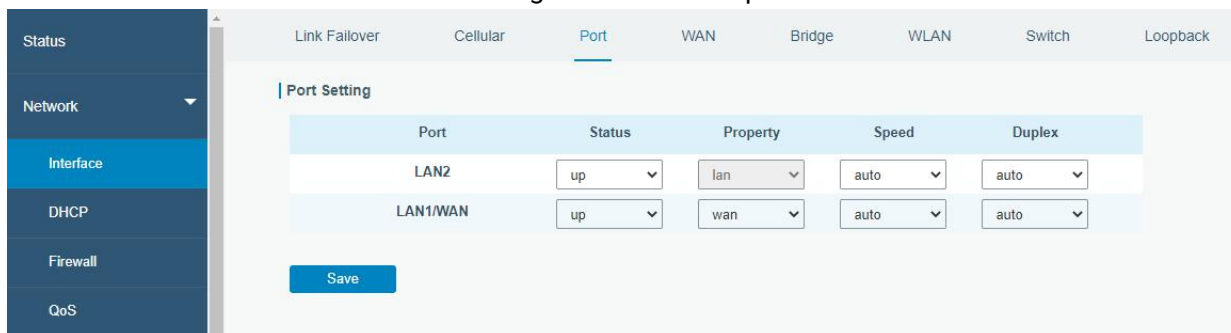 Status
Network
Interface
DHCP
Firewall
QoS
Link Failover Cellular Port WAN Bridge WLAN Switch Loopback
Port Setting
Port Status Property Speed Duplex
LAN2 up lan auto auto
LAN1/WAN up wan auto auto
Save